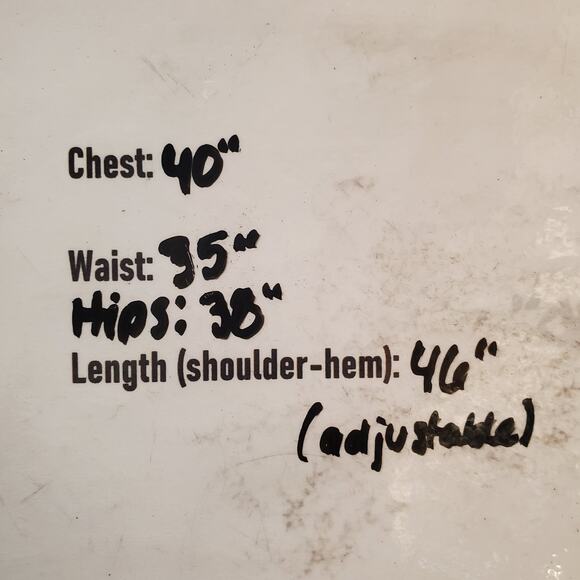 Chest: 40"
Waist: 35"
Hips: 38"
Length (shoulder-hem): 46"
(adjustable)